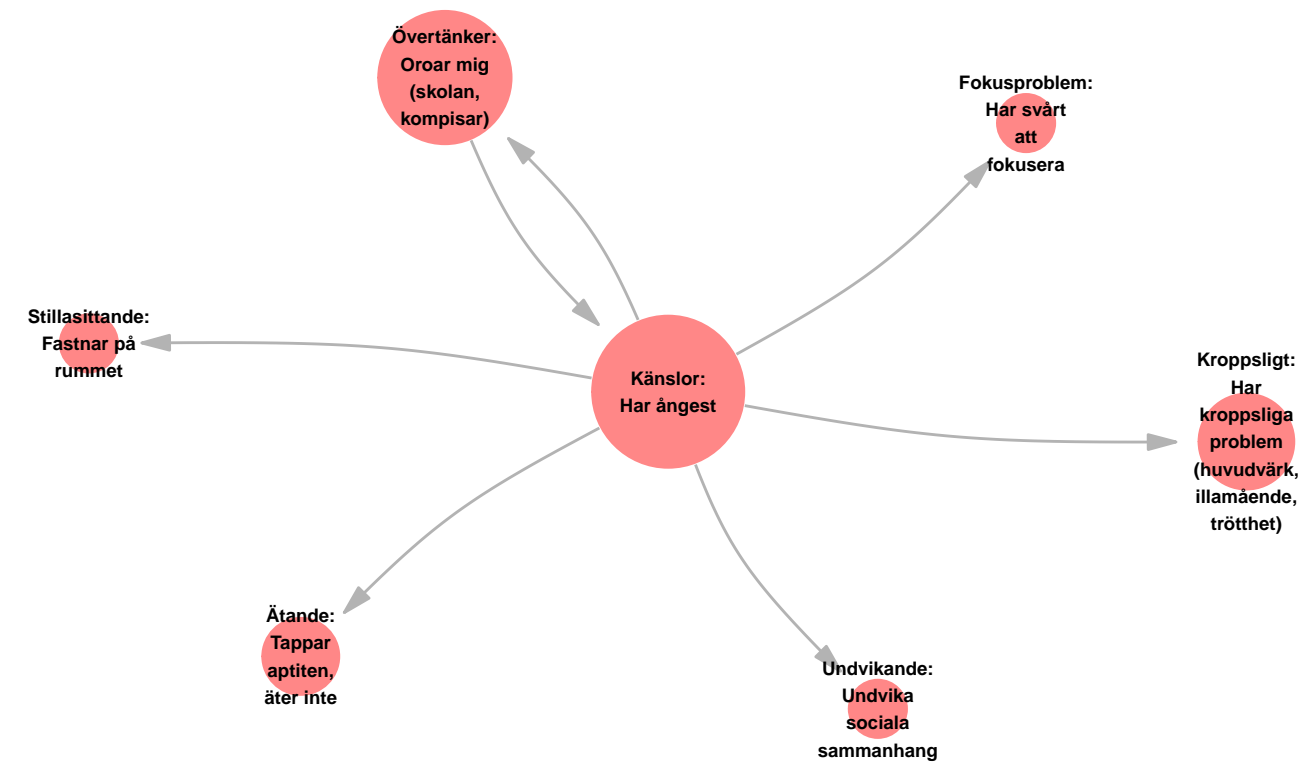 Övertänker:
Oroar mig
(skolan,
kompisar)
Fokusproblem:
Har svårt
att
fokusera
Stillasittande:
Fastnar på
rummet
Känslor:
Har ångest
Kroppsligt:
Har
kroppsliga
problem
(huvudvärk,
illamående,
trötthet)
Ätande:
Tappar
aptiten,
äter inte
Undvikande:
Undvika
sociala
sammanhang